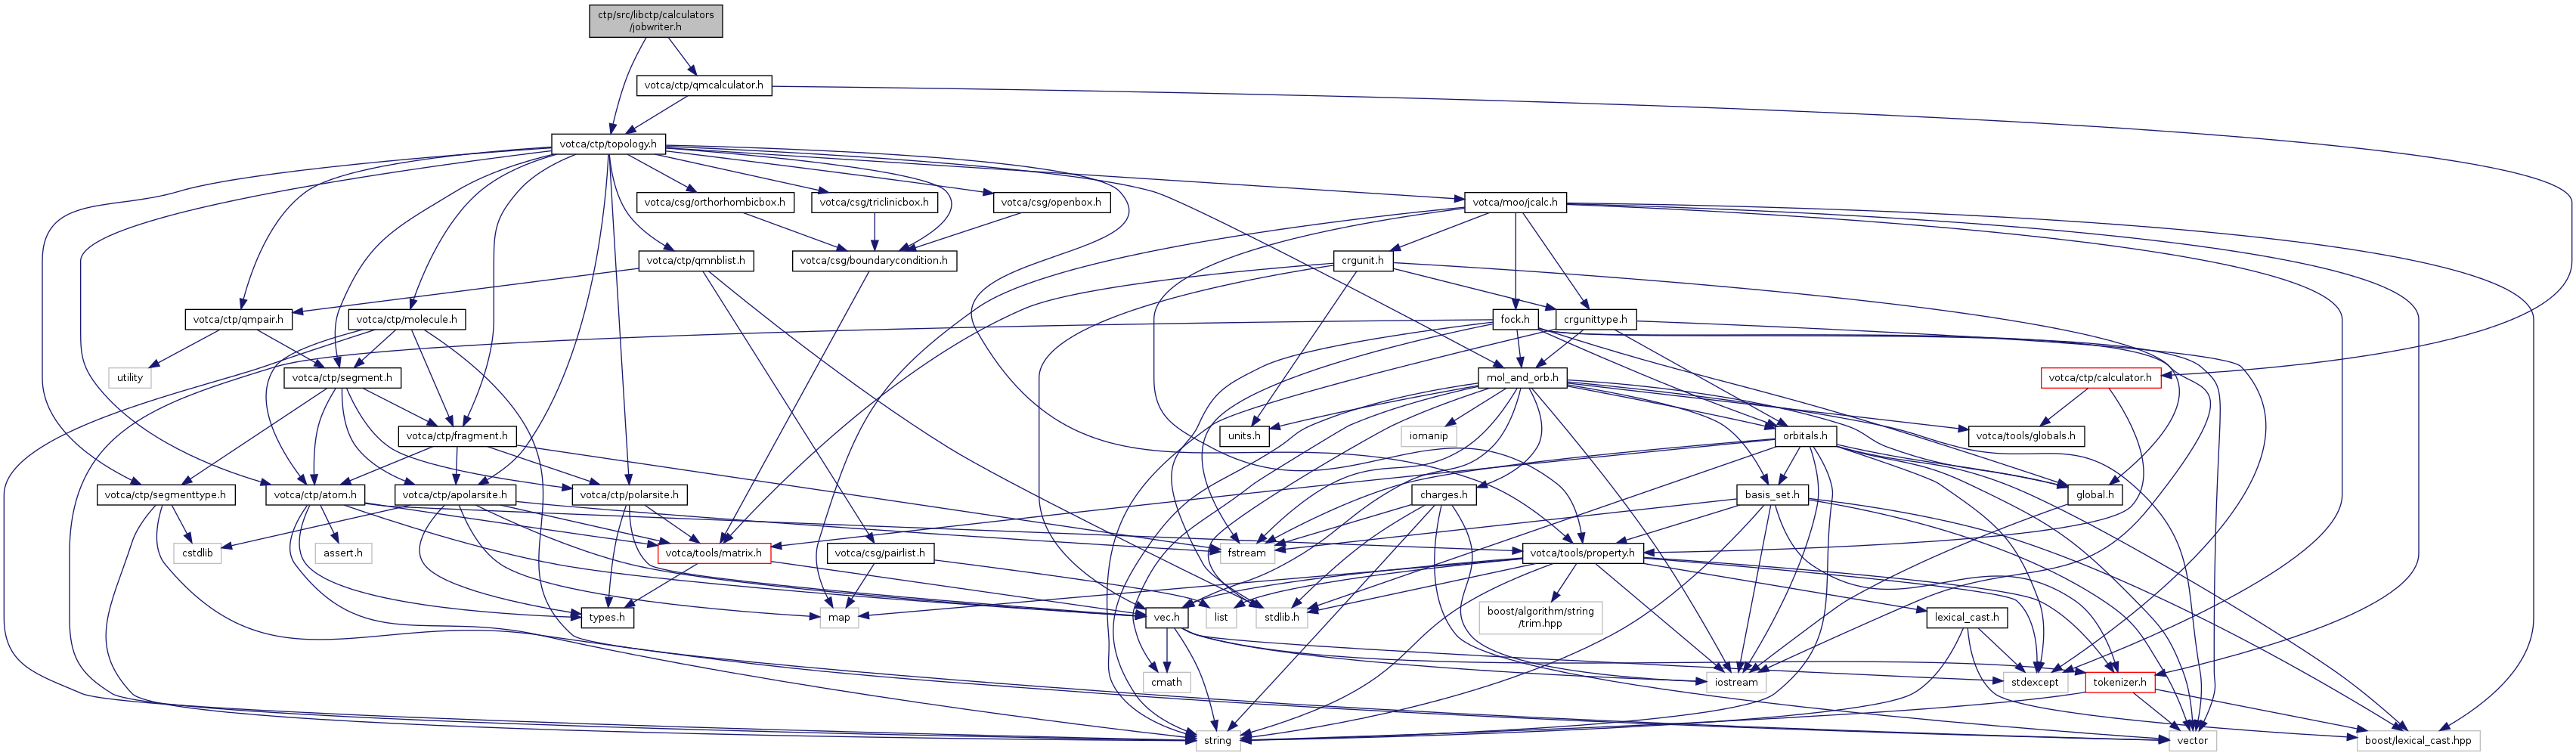 ctp/src/libctp/calculators
/jobwriter.h
votca/ctp/qmcalculator.h
votca/ctp/topology.h
votca/csg/orthorhombicbox.h
votca/csg/triclinicbox.h
votca/csg/openbox.h
votca/moo/jcalc.h
votca/ctp/qmnblist.h
votca/csg/boundarycondition.h
crgunit.h
votca/ctp/qmpair.h
votca/ctp/molecule.h
fock.h
crgunittype.h
utility
votca/ctp/segment.h
mol_and_orb.h
votca/ctp/calculator.h
votca/ctp/fragment.h
units.h
iomanip
orbitals.h
votca/tools/globals.h
votca/ctp/segmenttype.h
votca/ctp/atom.h
votca/ctp/apolarsite.h
votca/ctp/polarsite.h
charges.h
basis_set.h
global.h
cstdlib
assert.h
votca/tools/matrix.h
votca/csg/pairlist.h
fstream
votca/tools/property.h
types.h
map
vec.h
list
stdlib.h
boost/algorithm/string
/trim.hpp
lexical_cast.h
cmath
iostream
stdexcept
tokenizer.h
string
vector
boost/lexical_cast.hpp